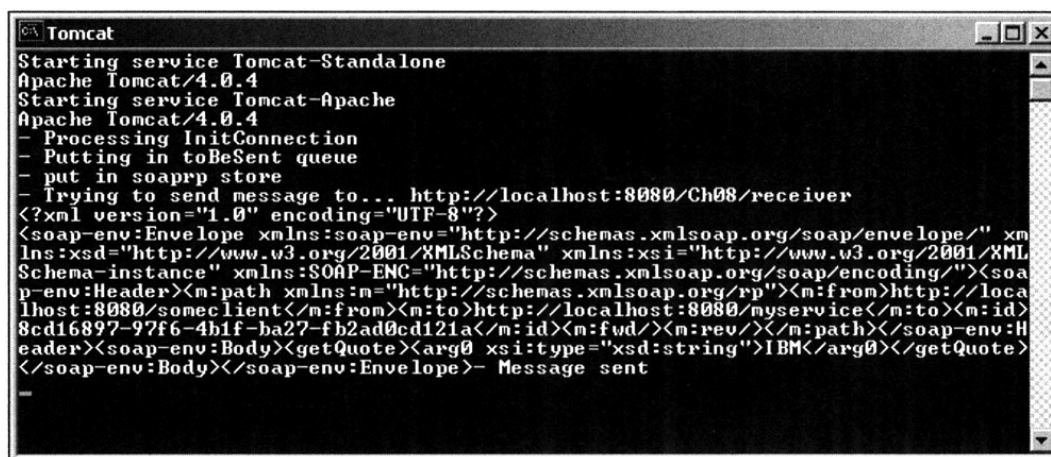 Tomcat
Starting service Tomcat-Standalone
Apache Tomcat/4.0.4
Starting service Tomcat-Apache
Apache Tomcat/4.0.4
- Processing InitConnection
- Putting in toBeSent queue
- put in soaprp store
- Trying to send message to... http://localhost:8080/Ch08/receiver
<?xml version="1.0" encoding="UTF-8"?>
<soap-env:Envelope xmlns:soap-env="http://schemas.xmlsoap.org/soap/envelope/" xm
lns:xsd="http://www.w3.org/2001/XMLSchema" xmlns:xsi="http://www.w3.org/2001/XML
Schema-instance" xmlns:SOAP-ENC="http://schemas.xmlsoap.org/soap/encoding/"><soa
p-env:Header><m:path xmlns:m="http://schemas.xmlsoap.org/rp"><m:from>http://loca
lhost:8080/someclient</m:from><m:to>http://localhost:8080/myservice</m:to><m:id>
8cd16897-97f6-4b1f-ba27-fb2ad0cd121a</m:id><m:fwd/><m:rev/></m:path></soap-env:H
eader><soap-env:Body><getQuote><arg0 xsi:type="xsd:string">IBM</arg0></getQuote>
</soap-env:Body></soap-env:Envelope>- Message sent